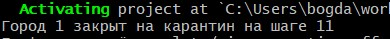 Activating project at `C:\Users\bogda\wor
Город 1 закрыт на карантин на шаге 11